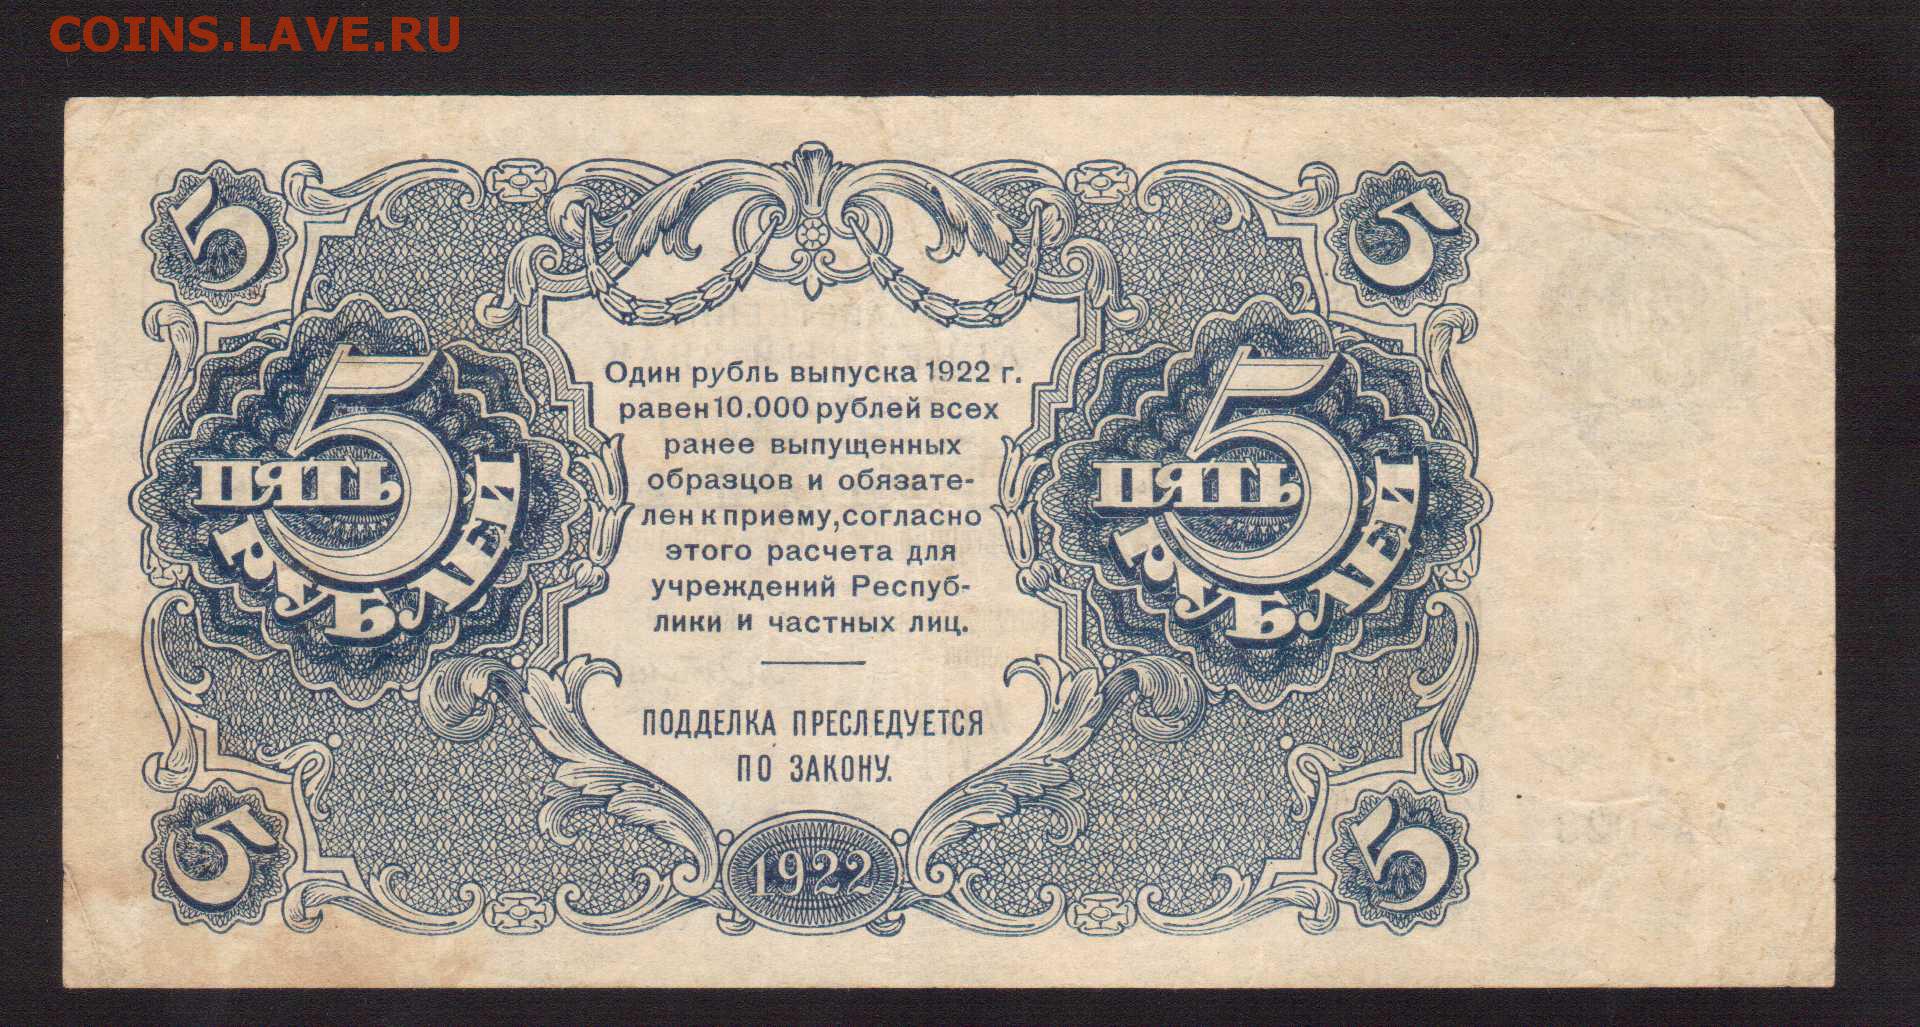 COINS.LAVE.RU
5
5
Один рубль выпуска 1922 г.
равен 10.000 рублей всех
ранее выпущенных
образцов и обязате-
лен к приему, согласно
этого расчета для
учреждений Респуб-
лики и частных лиц.
5
ПЯТЬ
РУБЛЕЙ
5
ПЯТЬ
РУБЛЕЙ
ПОДДЕЛКА ПРЕСЛЕДУЕТСЯ
ПО ЗАКОНУ.
5
1922
5